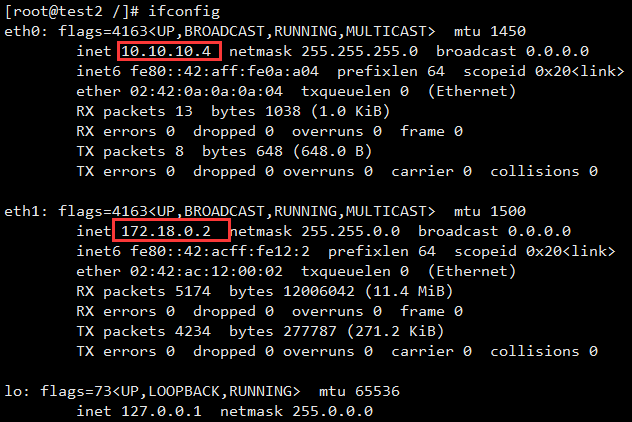 [root@test2 /]# ifconfig
eth0: flags=4163<UP,BROADCAST,RUNNING,MULTICAST>  mtu 1450
        inet 10.10.10.4  netmask 255.255.255.0  broadcast 0.0.0.0
        inet6 fe80::42:aff:fe0a:a04  prefixlen 64  scopeid 0x20<link>
        ether 02:42:0a:0a:0a:04  txqueuelen 0  (Ethernet)
        RX packets 13  bytes 1038 (1.0 KiB)
        RX errors 0  dropped 0  overruns 0  frame 0
        TX packets 8  bytes 648 (648.0 B)
        TX errors 0  dropped 0 overruns 0  carrier 0  collisions 0
eth1: flags=4163<UP,BROADCAST,RUNNING,MULTICAST>  mtu 1500
        inet 172.18.0.2  netmask 255.255.0.0  broadcast 0.0.0.0
        inet6 fe80::42:acff:fe12:2  prefixlen 64  scopeid 0x20<link>
        ether 02:42:ac:12:00:02  txqueuelen 0  (Ethernet)
        RX packets 5174  bytes 12006042 (11.4 MiB)
        RX errors 0  dropped 0  overruns 0  frame 0
        TX packets 4234  bytes 277787 (271.2 KiB)
        TX errors 0  dropped 0 overruns 0  carrier 0  collisions 0
lo: flags=73<UP,LOOPBACK,RUNNING>  mtu 65536
        inet 127.0.0.1  netmask 255.0.0.0